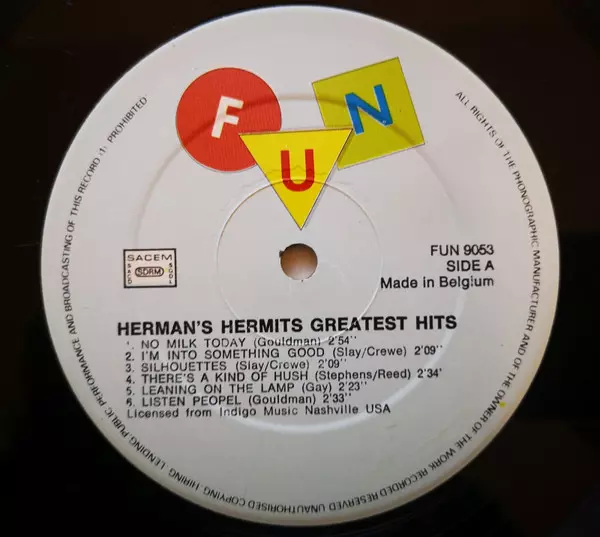 F
U
N
SACEM
SACD SDRM SGDL
FUN 9053
SIDE A
Made in Belgium
HERMAN'S HERMITS GREATEST HITS
1. NO MILK TODAY (Gouldman) 2'54''
2. I'M INTO SOMETHING GOOD (Slay/Crewe) 2'09''
3. SILHOUETTES (Slay/Crewe) 2'09''
4. THERE'S A KIND OF HUSH (Stephens/Reed) 2'34'
5. LEANING ON THE LAMP (Gay) 2'23''
6. LISTEN PEOPEL (Gouldman) 2'33''
Licensed from Indigo Music Nashville USA
ALL RIGHTS OF THE PHONOGRAPHIC MANUFACTURER AND OF THE OWNER OF THE WORK RECORDED RESERVED UNAUTHORISED COPYING. HIRING, LENDING PUBLIC PERFORMANCE AND BROADCASTING OF THIS RECORD (1) PROHIBITED